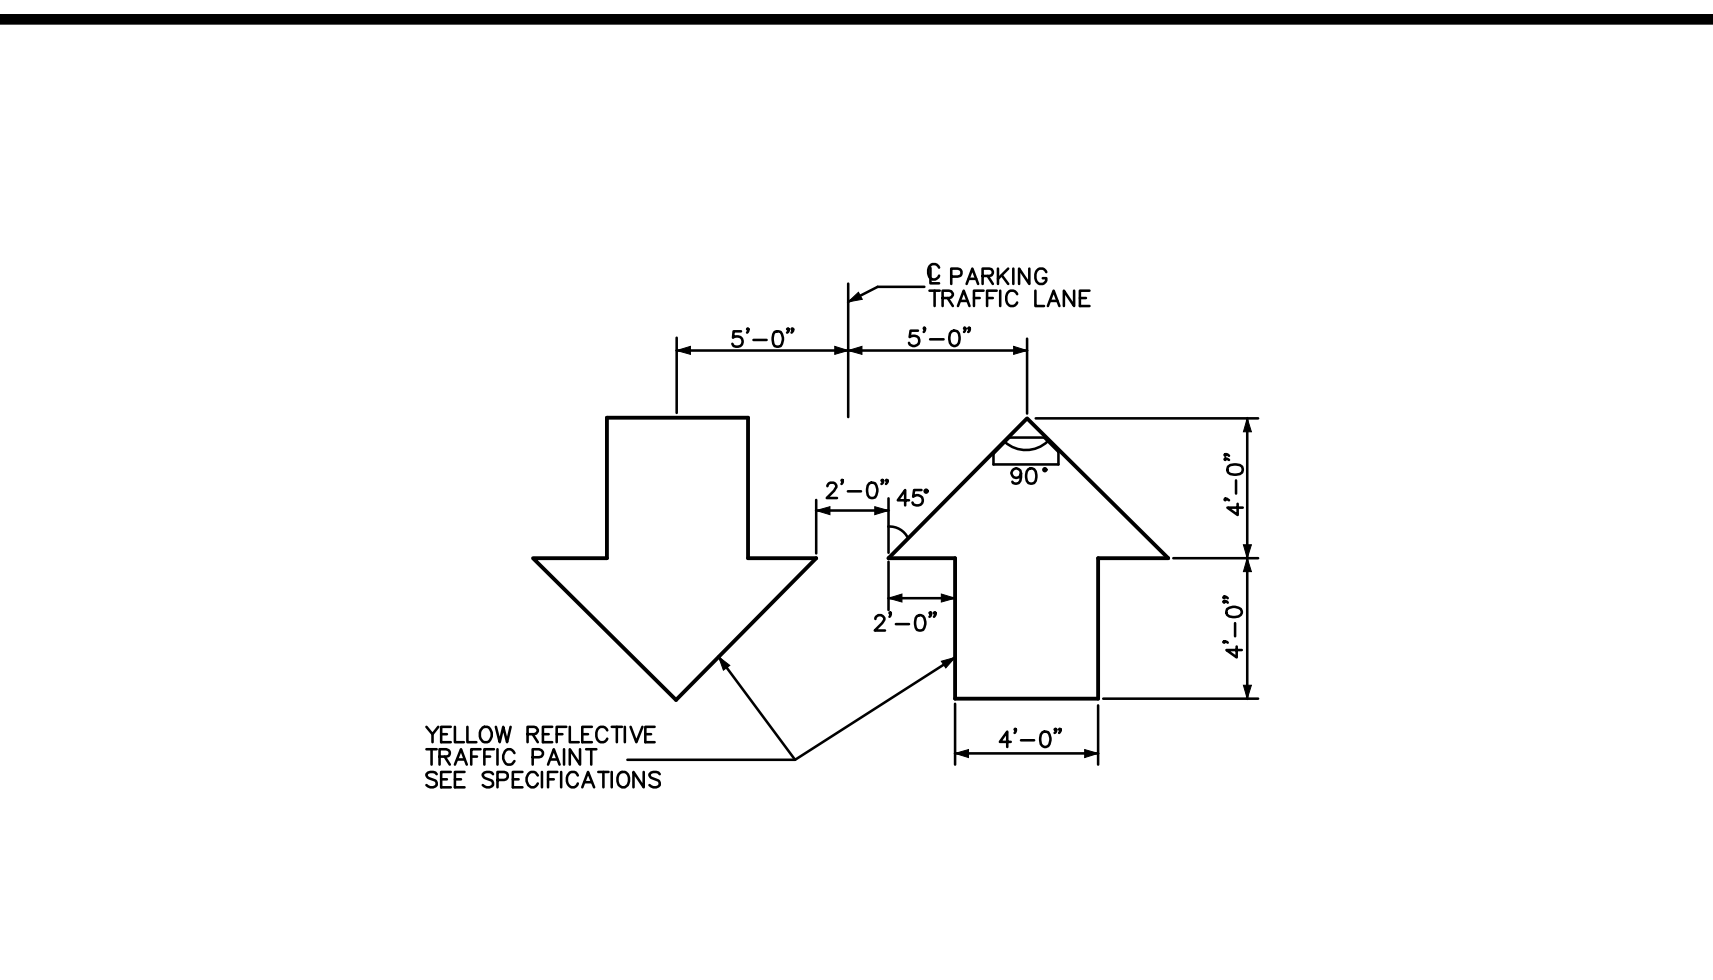 ℄ PARKING
TRAFFIC LANE
5'-0"
5'-0"
90°
2'-0"
45°
4'-0"
2'-0"
4'-0"
YELLOW REFLECTIVE
TRAFFIC PAINT
SEE SPECIFICATIONS
4'-0"